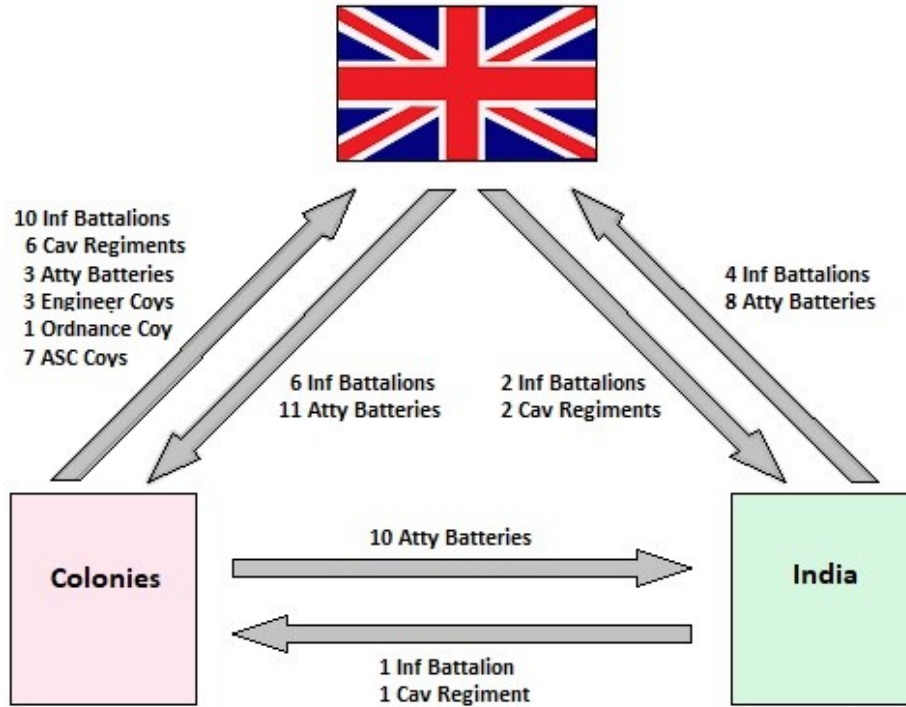 10 Inf Battalions
6 Cav Regiments
3 Atty Batteries
3 Engineer Coys
1 Ordnance Coy
7 ASC Coys
4 Inf Battalions
8 Atty Batteries
6 Inf Battalions
11 Atty Batteries
2 Inf Battalions
2 Cav Regiments
Colonies
10 Atty Batteries
India
1 Inf Battalion
1 Cav Regiment